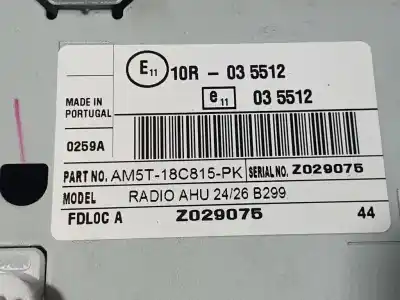 E11 10R - 03 5512
e11 03 5512
MADE IN
PORTUGAL
0259A
PART NO. AM5T-18C815-PK SERIAL NO. Z029075
MODEL RADIO AHU 24/26 B299
FDLOC A Z029075 44